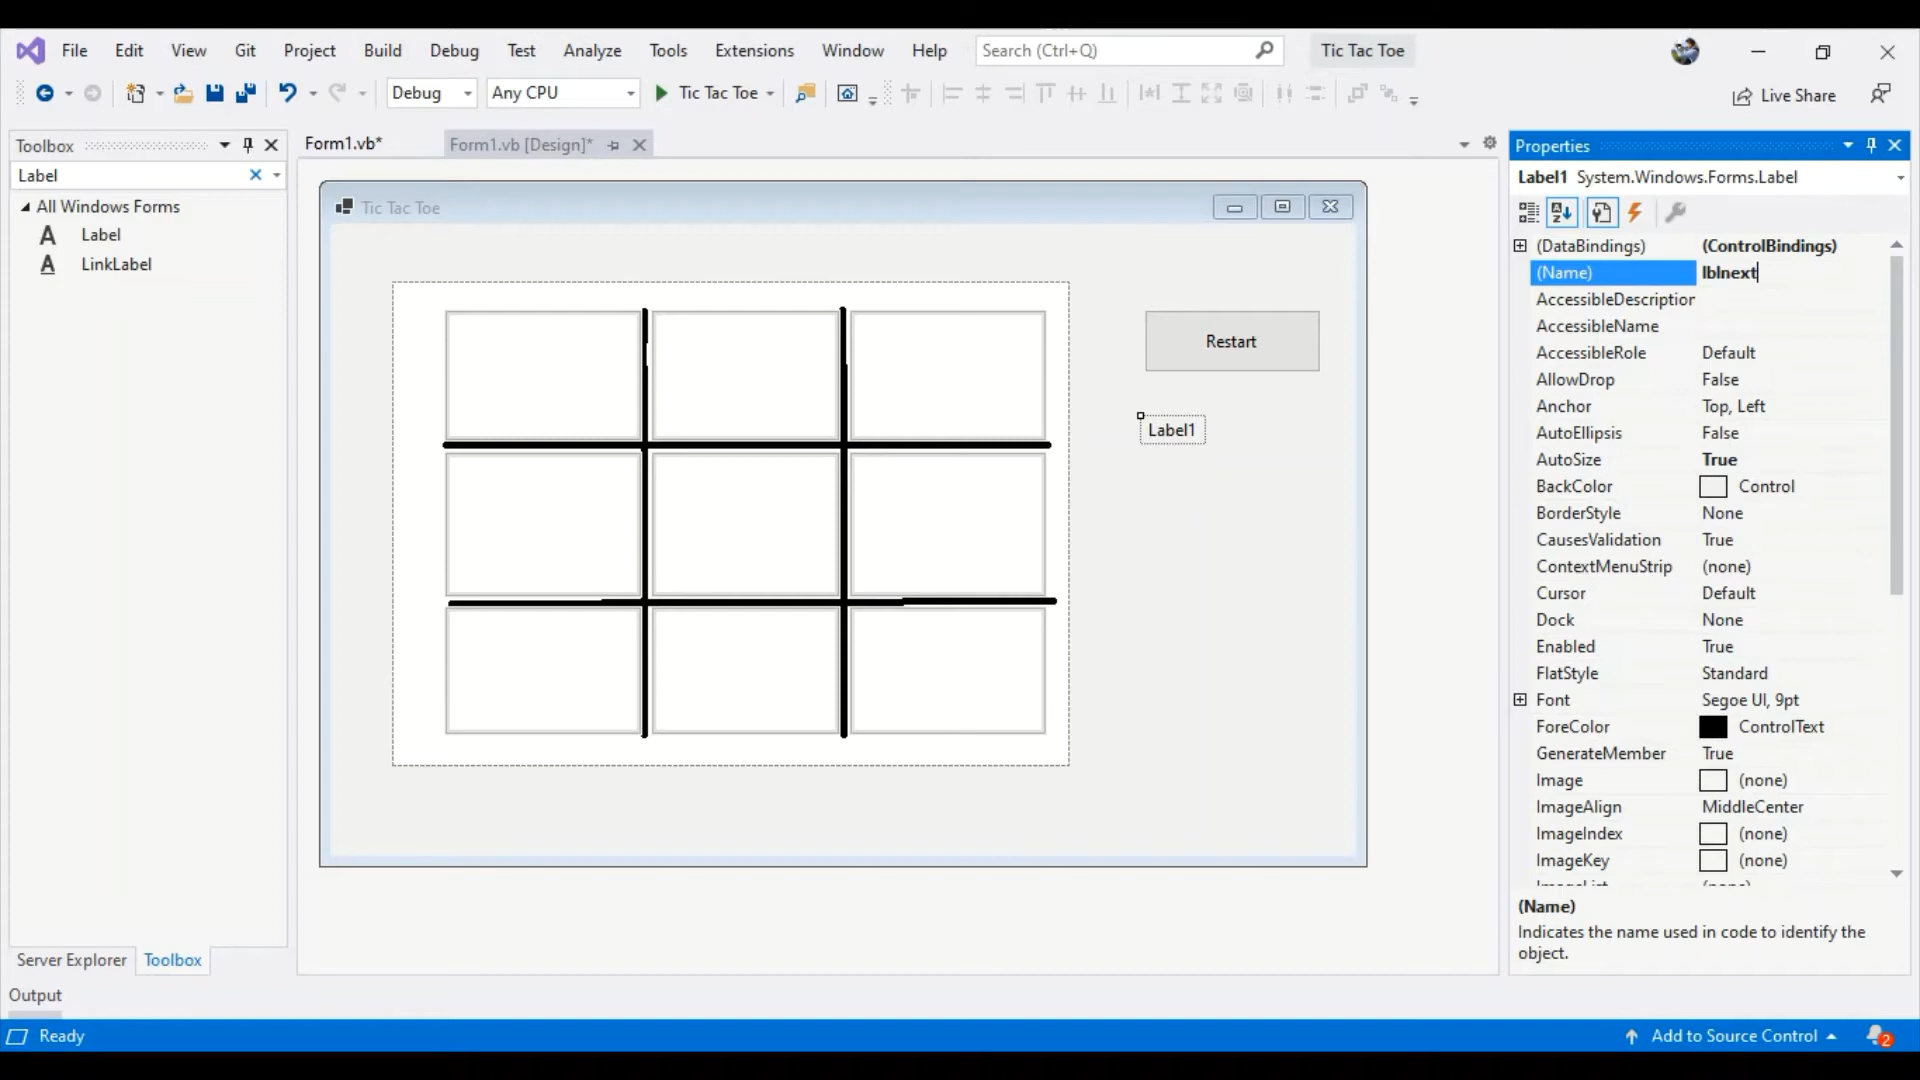 File Edit View Git Project Build Debug Test Analyze Tools Extensions Window Help Search (Ctrl+Q) Tic Tac Toe
Debug Any CPU Tic Tac Toe Live Share
Toolbox
Label
All Windows Forms
A Label
A LinkLabel
Server Explorer Toolbox
Form1.vb* Form1.vb [Design]*
Tic Tac Toe
Restart
Label1
Properties
Label1 System.Windows.Forms.Label
(DataBindings) (ControlBindings)
(Name) lblnext
AccessibleDescription
AccessibleName
AccessibleRole Default
AllowDrop False
Anchor Top, Left
AutoEllipsis False
AutoSize True
BackColor Control
BorderStyle None
CausesValidation True
ContextMenuStrip (none)
Cursor Default
Dock None
Enabled True
FlatStyle Standard
Font Segoe UI, 9pt
ForeColor ControlText
GenerateMember True
Image (none)
ImageAlign MiddleCenter
ImageIndex (none)
ImageKey (none)
ImageList (none)
(Name)
Indicates the name used in code to identify the
object.
Output
Ready Add to Source Control 2